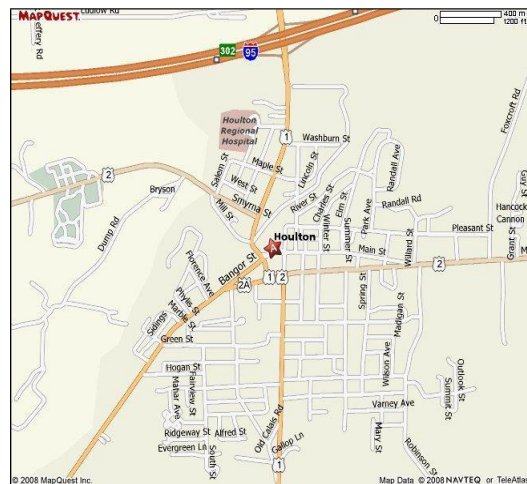 MAPQUEST
Ludlow Rd
Jeffery Rd
400 m
1200 ft
302
95
Foxcroft Rd
Houlton
Regional
Hospital
1
Washburn St
2
Salem St
Maple St
Lincoln St
Randall Ave
Guy St
Bryson
West St
Smyrna St
River St
Charles St
Elm St
Park Ave
Randall Rd
Hancock
Cannon
Mill St
Winter St
Summer St
Pleasant St
Grant St
Dump Rd
A
Houlton
Main St
Willard St
M
Florence Ave
Bangor St
1
2
2
2A
Phylis St
Marble St
Sidings
Spring St
Madigan St
Green St
Hogan St
Mahar Ave
Fairview St
Wilson Ave
Outlook St
Summit St
Varney Ave
Ridgeway St
Alfred St
Old Calais Rd
Mary St
Evergreen Ln
South St
Gallop Ln
Robinson St
1
© 2008 MapQuest Inc.
Map Data © 2008 NAVTEQ or TeleAtlas